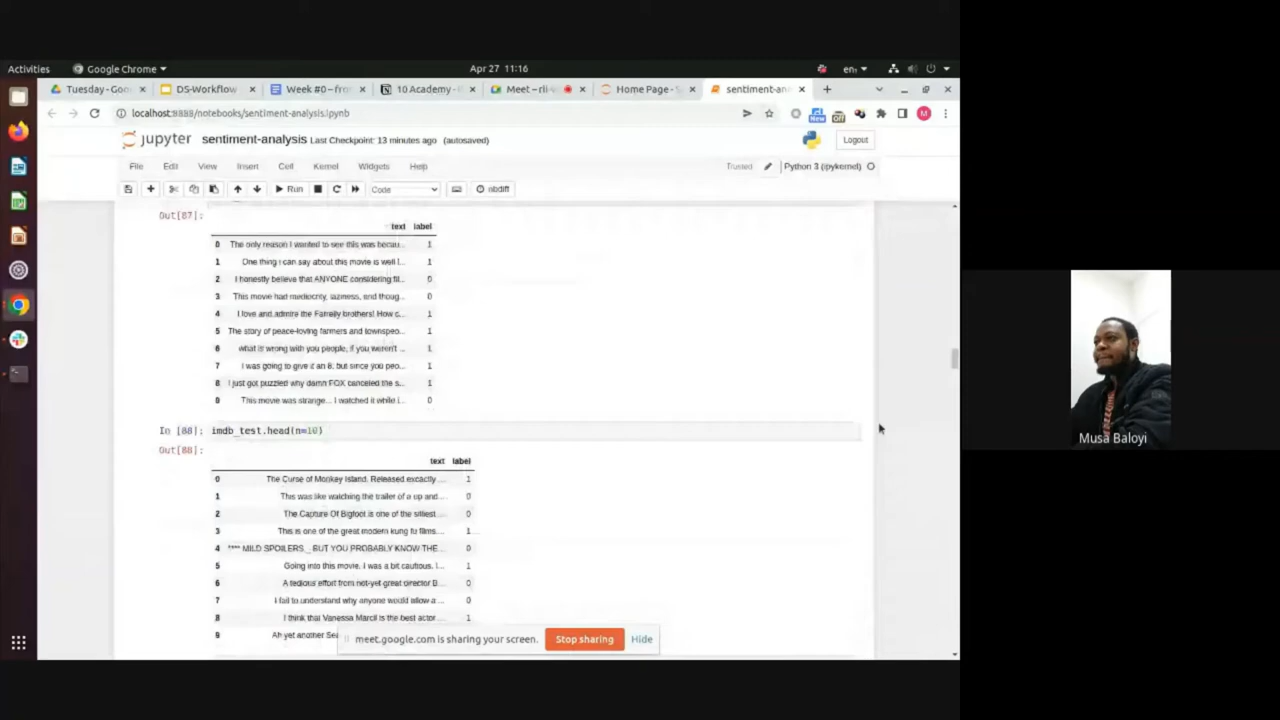 Activities Google Chrome Apr 27 11:16 en₁
Tuesday - Goo DS-Workflow Week #0 – fro 10 Academy - Meet – rii- Home Page - S sentiment-an
localhost:8888/notebooks/sentiment-analysis.ipynb New Off M
jupyter sentiment-analysis Last Checkpoint: 13 minutes ago (autosaved) Logout
File Edit View Insert Cell Kernel Widgets Help Trusted Python 3 (ipykernel)
Run Code nbdiff
Out[87]:
text label
0 The only reason I wanted to see this was becau... 1
1 One thing i can say about this movie is well l... 1
2 I honestly believe that ANYONE considering fil... 0
3 This movie had mediocrity, laziness, and thoug... 0
4 I love and admire the Farrelly brothers! How c... 1
5 The story of peace-loving farmers and townspeo... 1
6 what is wrong with you people, if you weren't ... 1
7 I was going to give it an 8, but since you peo... 1
8 I just got puzzled why damn FOX canceled the s... 1
9 This movie was strange... I watched it while i... 0
In [88]: imdb_test.head(n=10)
Out[88]:
text label
0 The Curse of Monkey Island. Released excactly ... 1
1 This was like watching the trailer of a up and... 0
2 The Capture Of Bigfoot is one of the silliest ... 0
3 This is one of the great modern kung fu films.... 1
4 **** MILD SPOILERS_ BUT YOU PROBABLY KNOW THE... 0
5 Going into this movie, I was a bit cautious. I... 1
6 A tedious effort from not-yet-great director B... 0
7 I fail to understand why anyone would allow a ... 0
8 I think that Vanessa Marcil is the best actor ... 1
9 Ah yet another Sea
meet.google.com is sharing your screen. Stop sharing Hide
Musa Baloyi